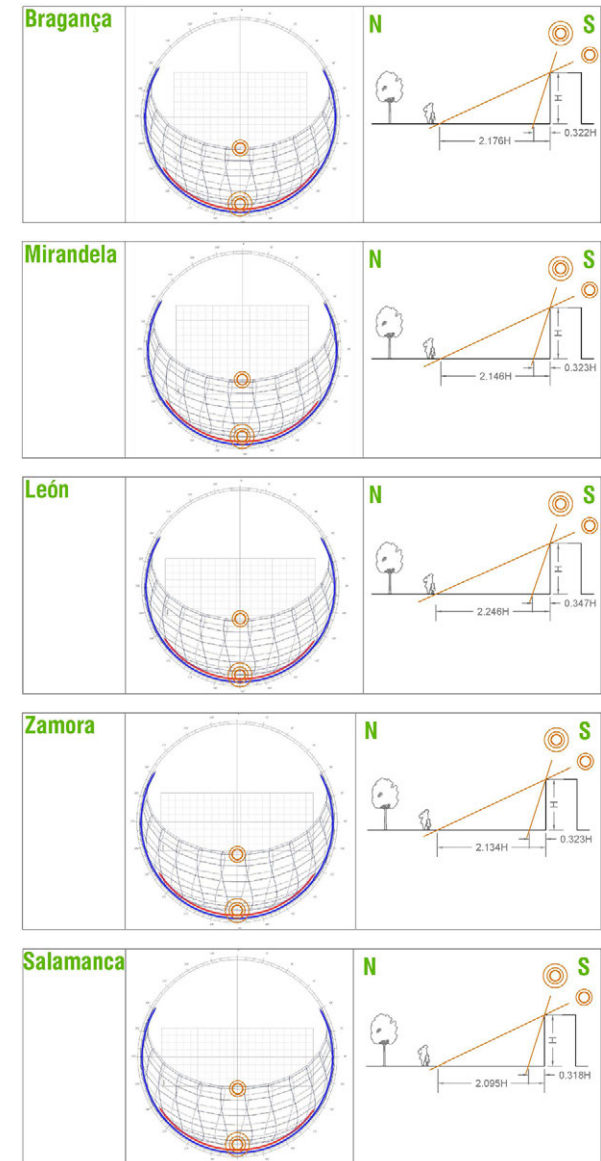 Bragança
N
S
H
2.176H
0.322H
Mirandela
N
S
H
2.146H
0.323H
León
N
S
H
2.246H
0.347H
Zamora
N
S
H
2.134H
0.323H
Salamanca
N
S
H
2.095H
0.318H